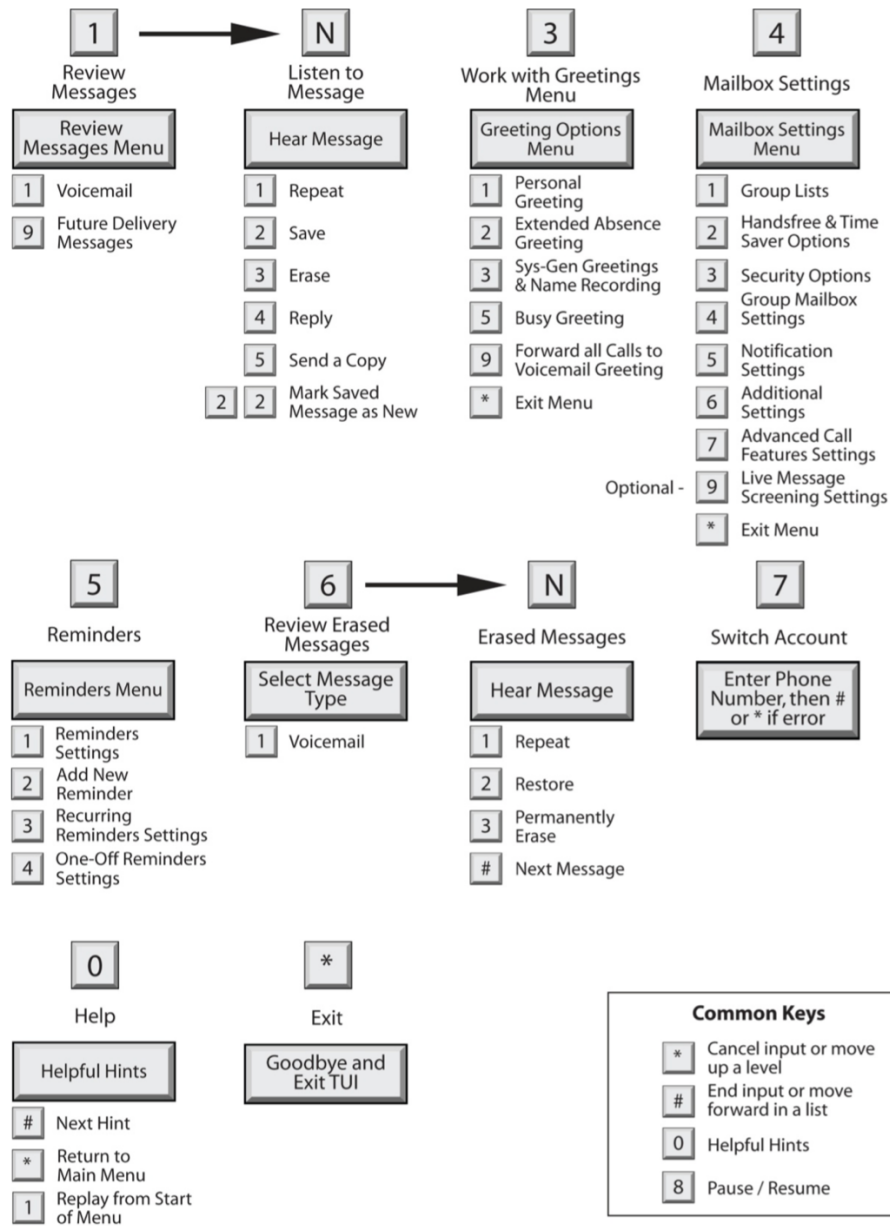 1
Review
Messages
Review
Messages Menu
1 Voicemail
9 Future Delivery
Messages
N
Listen to
Message
Hear Message
1 Repeat
2 Save
3 Erase
4 Reply
5 Send a Copy
2 2 Mark Saved
Message as New
3
Work with Greetings
Menu
Greeting Options
Menu
1 Personal
Greeting
2 Extended Absence
Greeting
3 Sys-Gen Greetings
& Name Recording
5 Busy Greeting
9 Forward all Calls to
Voicemail Greeting
* Exit Menu
4
Mailbox Settings
Mailbox Settings
Menu
1 Group Lists
2 Handsfree & Time
Saver Options
3 Security Options
4 Group Mailbox
Settings
5 Notification
Settings
6 Additional
Settings
7 Advanced Call
Features Settings
Optional - 9 Live Message
Screening Settings
* Exit Menu
5
Reminders
Reminders Menu
1 Reminders
Settings
2 Add New
Reminder
3 Recurring
Reminders Settings
4 One-Off Reminders
Settings
6
Review Erased
Messages
Select Message
Type
1 Voicemail
N
Erased Messages
Hear Message
1 Repeat
2 Restore
3 Permanently
Erase
# Next Message
7
Switch Account
Enter Phone
Number, then #
or * if error
0
Help
Helpful Hints
# Next Hint
* Return to
Main Menu
1 Replay from Start
of Menu
*
Exit
Goodbye and
Exit TUI
Common Keys
* Cancel input or move
up a level
# End input or move
forward in a list
0 Helpful Hints
8 Pause / Resume